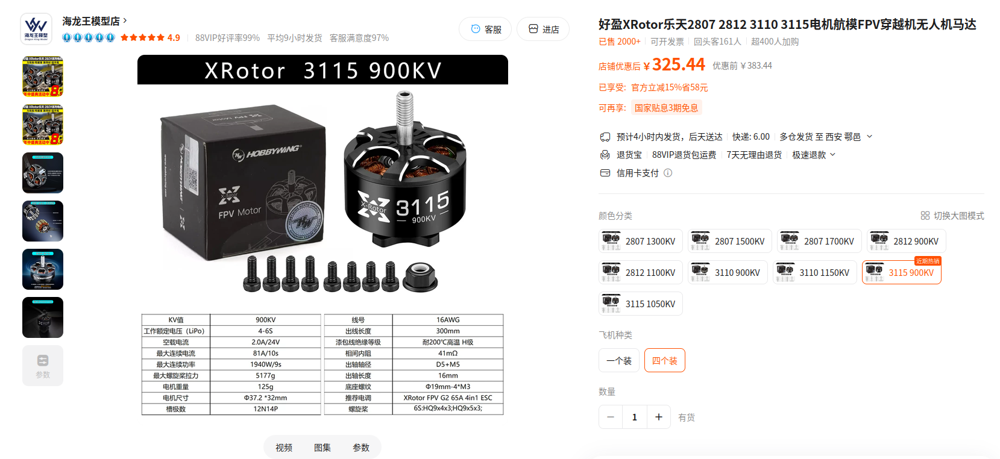 海龙王模型店
4.9 88VIP好评率99% 平均9小时发货 客服满意度97%
客服 进店
XRotor 3115 900KV
HOBBYWING
X-Rotor
FPV Motor
X-Rotor
3115
900KV
KV值 900KV 线号 16AWG
工作额定电压（LiPo） 4-6S 出线长度 300mm
空载电流 2.0A/24V 漆包线绝缘等级 耐200℃高温 H级
最大连续电流 81A/10s 相间内阻 41mΩ
最大连续功率 1940W/9s 出轴轴径 D5+M5
最大螺旋桨拉力 5177g 出轴长度 16mm
电机重量 125g 底座螺纹 Φ19mm-4*M3
电机尺寸 Φ37.2 *32mm 推荐电调 XRotor FPV G2 65A 4in1 ESC
槽极数 12N14P 螺旋桨 6S:HQ9x4x3;HQ9x5x3;
参数
视频 图集 参数
好盈XRotor乐天2807 2812 3110 3115电机航模FPV穿越机无人机马达
已售 2000+ 可开发票 回头客161人 超400人加购
店铺优惠后 ￥325.44 优惠前 ￥383.44
已享受: 官方立减15%省58元
可再享: 国家贴息3期免息
预计4小时内发货，后天送达 快递: 6.00 多仓发货 至 西安 鄠邑
退货宝 88VIP退货包运费 7天无理由退货 极速退款
信用卡支付
颜色分类 切换大图模式
2807 1300KV 2807 1500KV 2807 1700KV 2812 900KV
2812 1100KV 3110 900KV 3110 1150KV 3115 900KV 近期热销
3115 1050KV
飞机种类
一个装 四个装
数量
1 有货